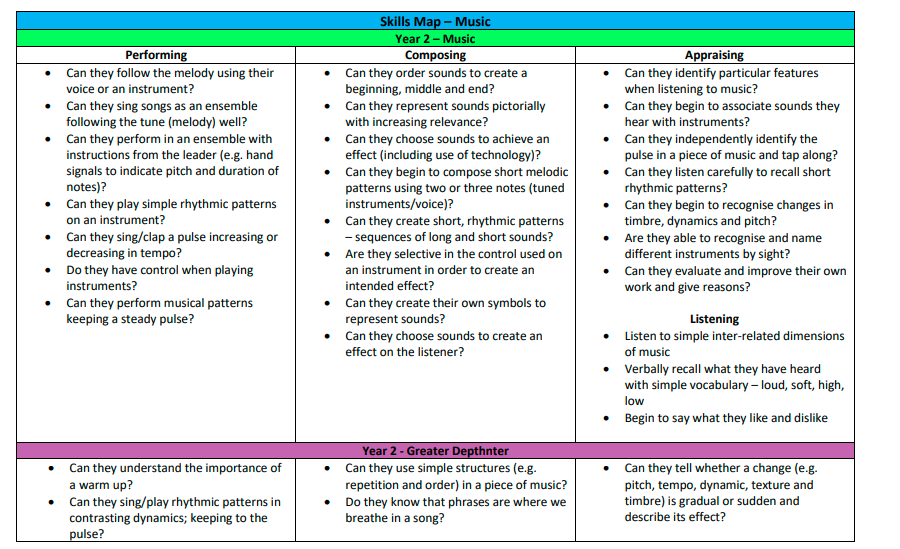 Skills Map – Music
Year 2 – Music
Performing
• Can they follow the melody using their
voice or an instrument?
• Can they sing songs as an ensemble
following the tune (melody) well?
• Can they perform in an ensemble with
instructions from the leader (e.g. hand
signals to indicate pitch and duration of
notes)?
• Can they play simple rhythmic patterns
on an instrument?
• Can they sing/clap a pulse increasing or
decreasing in tempo?
• Do they have control when playing
instruments?
• Can they perform musical patterns
keeping a steady pulse?
Composing
• Can they order sounds to create a
beginning, middle and end?
• Can they represent sounds pictorially
with increasing relevance?
• Can they choose sounds to achieve an
effect (including use of technology)?
• Can they begin to compose short melodic
patterns using two or three notes (tuned
instruments/voice)?
• Can they create short, rhythmic patterns
– sequences of long and short sounds?
• Are they selective in the control used on
an instrument in order to create an
intended effect?
• Can they create their own symbols to
represent sounds?
• Can they choose sounds to create an
effect on the listener?
Appraising
• Can they identify particular features
when listening to music?
• Can they begin to associate sounds they
hear with instruments?
• Can they independently identify the
pulse in a piece of music and tap along?
• Can they listen carefully to recall short
rhythmic patterns?
• Can they begin to recognise changes in
timbre, dynamics and pitch?
• Are they able to recognise and name
different instruments by sight?
• Can they evaluate and improve their own
work and give reasons?
Listening
• Listen to simple inter-related dimensions
of music
• Verbally recall what they have heard
with simple vocabulary – loud, soft, high,
low
• Begin to say what they like and dislike
Year 2 - Greater Depthnter
• Can they understand the importance of
a warm up?
• Can they sing/play rhythmic patterns in
contrasting dynamics; keeping to the
pulse?
• Can they use simple structures (e.g.
repetition and order) in a piece of music?
• Do they know that phrases are where we
breathe in a song?
• Can they tell whether a change (e.g.
pitch, tempo, dynamic, texture and
timbre) is gradual or sudden and
describe its effect?